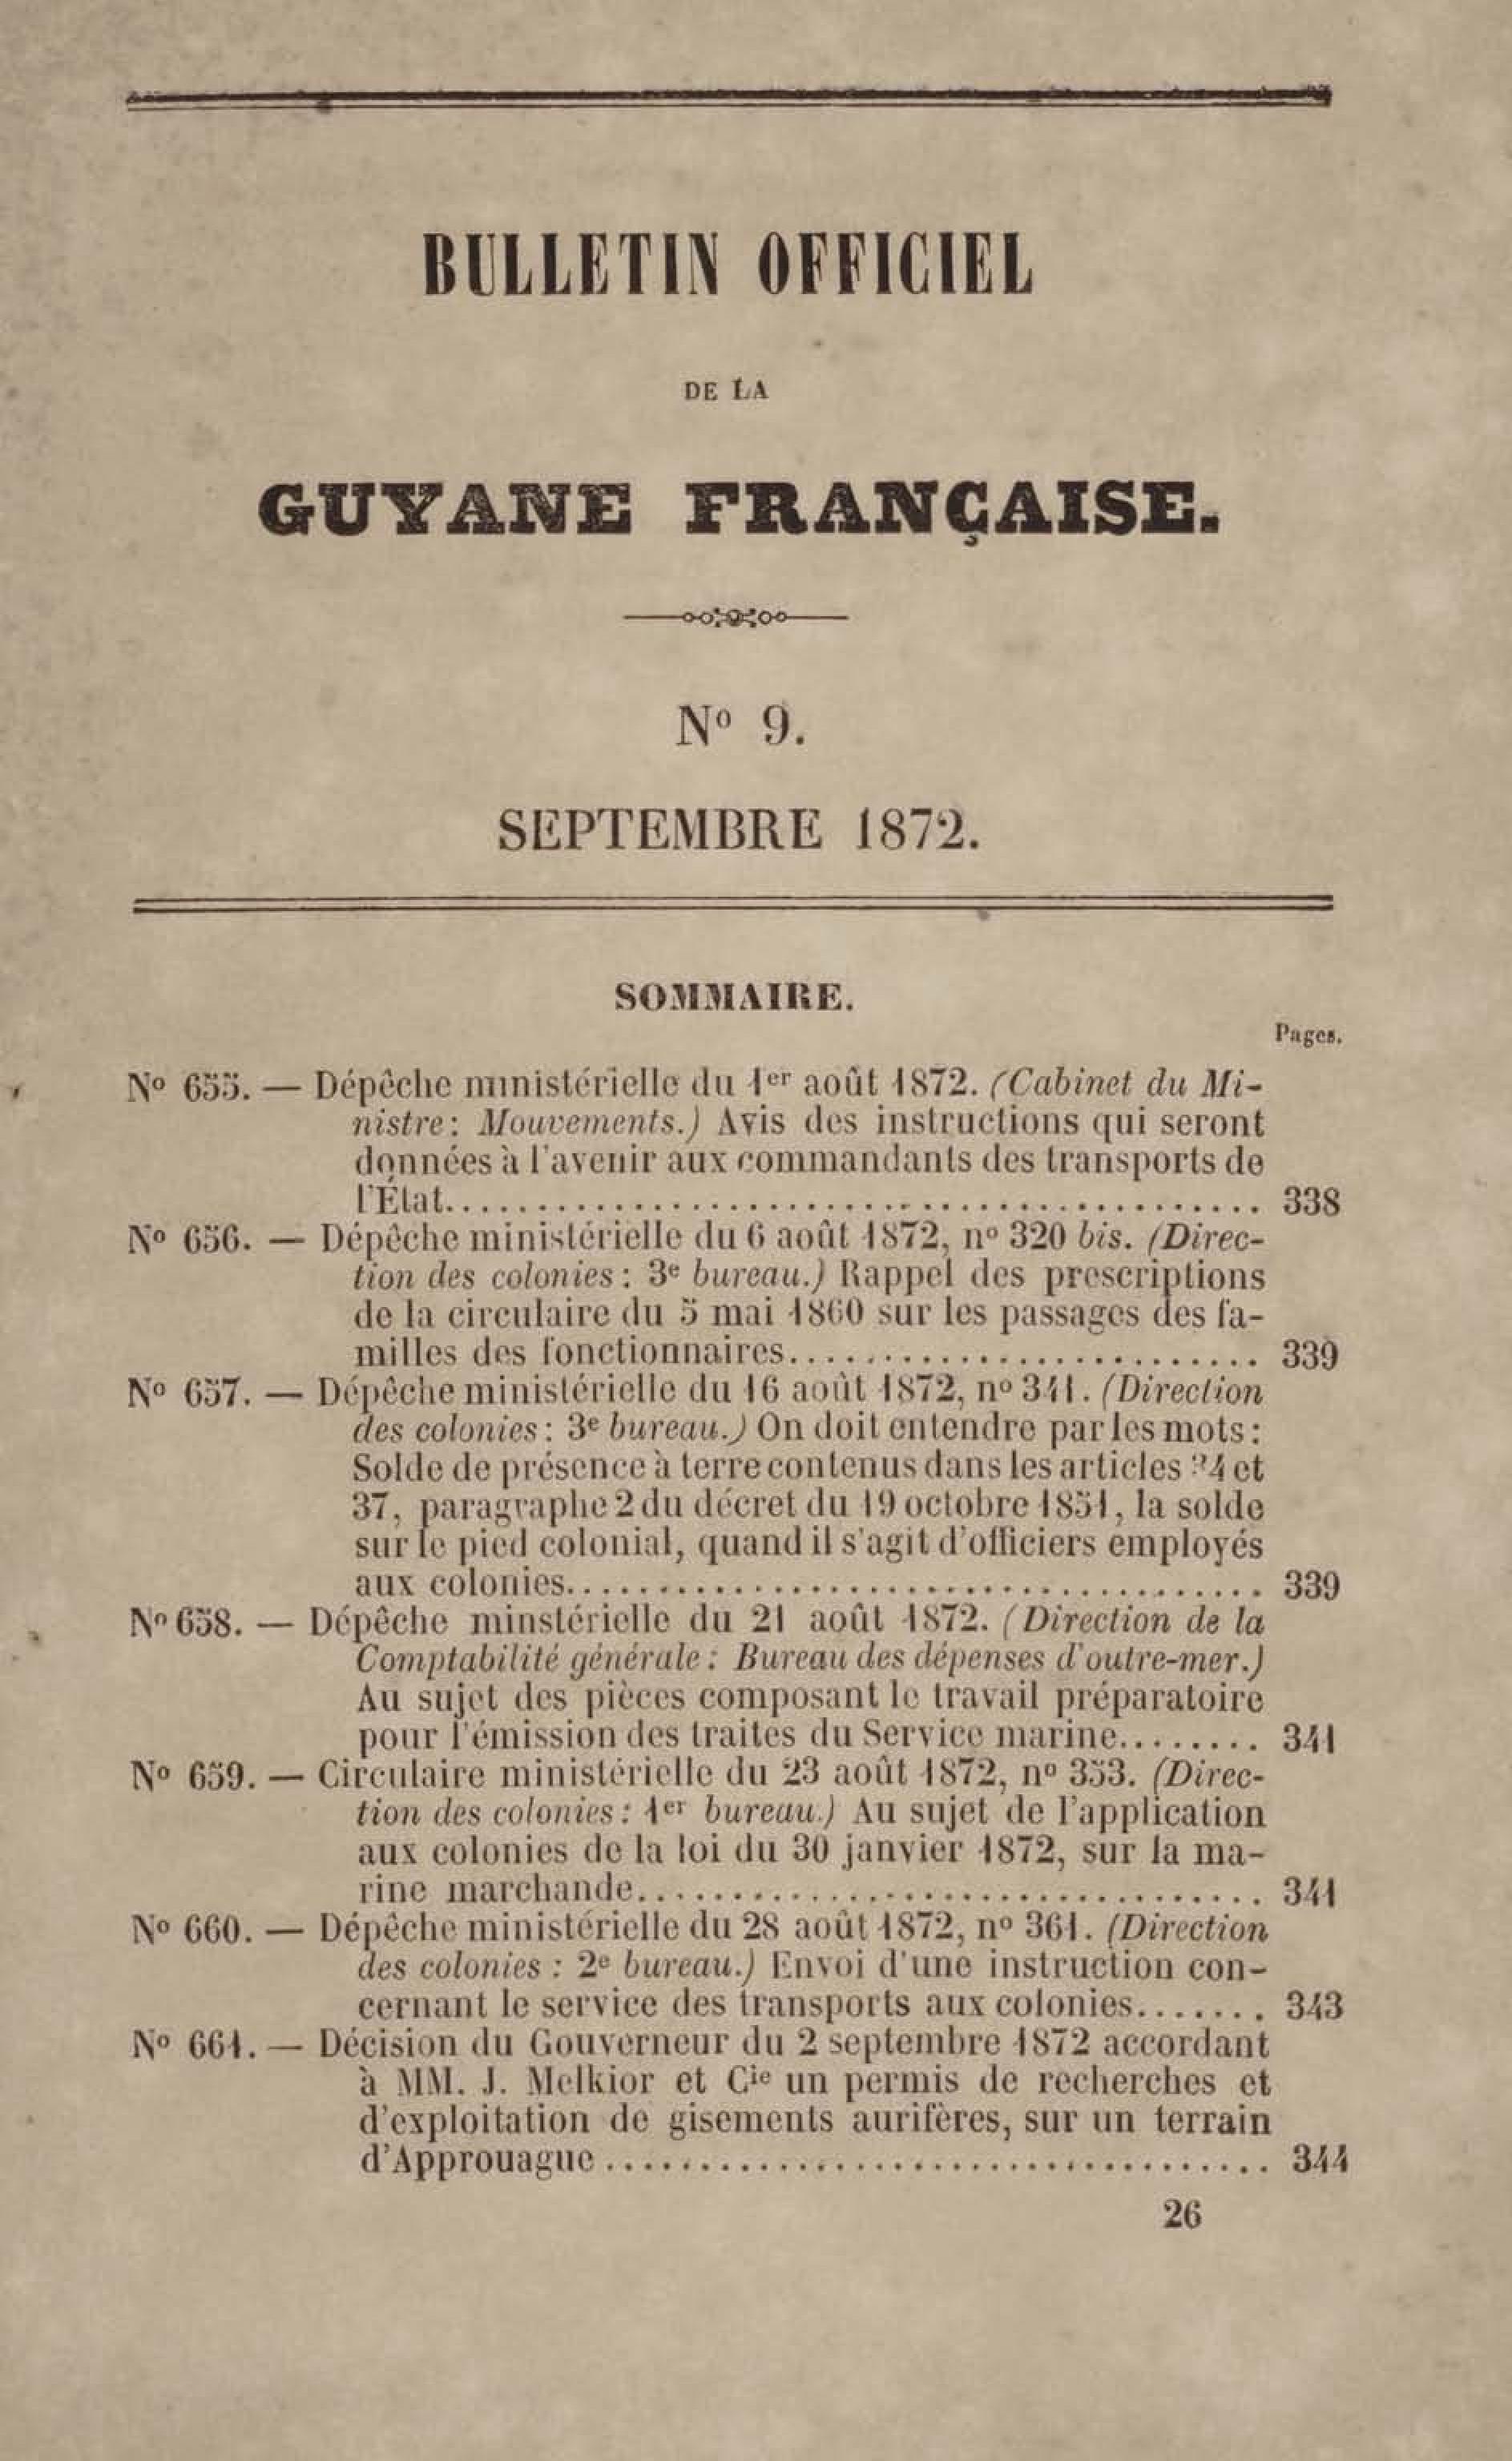 BULLETIN OFFICIEL
DE LA
GUYANE FRANÇAISE.
Nº 9.
SEPTEMBRE 1872.
SOMMAIRE.
Pages.
Nº 655. — Dépêche ministérielle du 1er août 1872. (Cabinet du Mi-
nistre: Mouvements.) Avis des instructions qui seront
données à l'avenir aux commandants des transports de
l'État............................................ 338
Nº 656. — Dépêche ministérielle du 6 août 1872, nº 320 bis. (Direc-
tion des colonies: 3e bureau.) Rappel des prescriptions
de la circulaire du 5 mai 1860 sur les passages des fa-
milles des fonctionnaires......................... 339
Nº 657. — Dépêche ministérielle du 16 août 1872, nº 341. (Direction
des colonies: 3e bureau.) On doit entendre par les mots:
Solde de présence à terre contenus dans les articles 4 et
37, paragraphe 2 du décret du 19 octobre 1851, la solde
sur le pied colonial, quand il s'agit d'officiers employés
aux colonies..................................... 339
Nº 658. — Dépêche minstérielle du 21 août 1872. (Direction de la
Comptabilité générale: Bureau des dépenses d'outre-mer.)
Au sujet des pièces composant le travail préparatoire
pour l'émission des traites du Service marine........ 341
Nº 659. — Circulaire ministérielle du 23 août 1872, nº 353. (Direc-
tion des colonies: 1er bureau.) Au sujet de l'application
aux colonies de la loi du 30 janvier 1872, sur la ma-
rine marchande.................................. 341
Nº 660. — Dépêche ministérielle du 28 août 1872, nº 361. (Direction
des colonies : 2e bureau.) Envoi d'une instruction con-
cernant le service des transports aux colonies....... 343
Nº 661. — Décision du Gouverneur du 2 septembre 1872 accordant
à MM. J. Melkior et Cie un permis de recherches et
d'exploitation de gisements aurifères, sur un terrain
d'Approuague ................................... 344
26